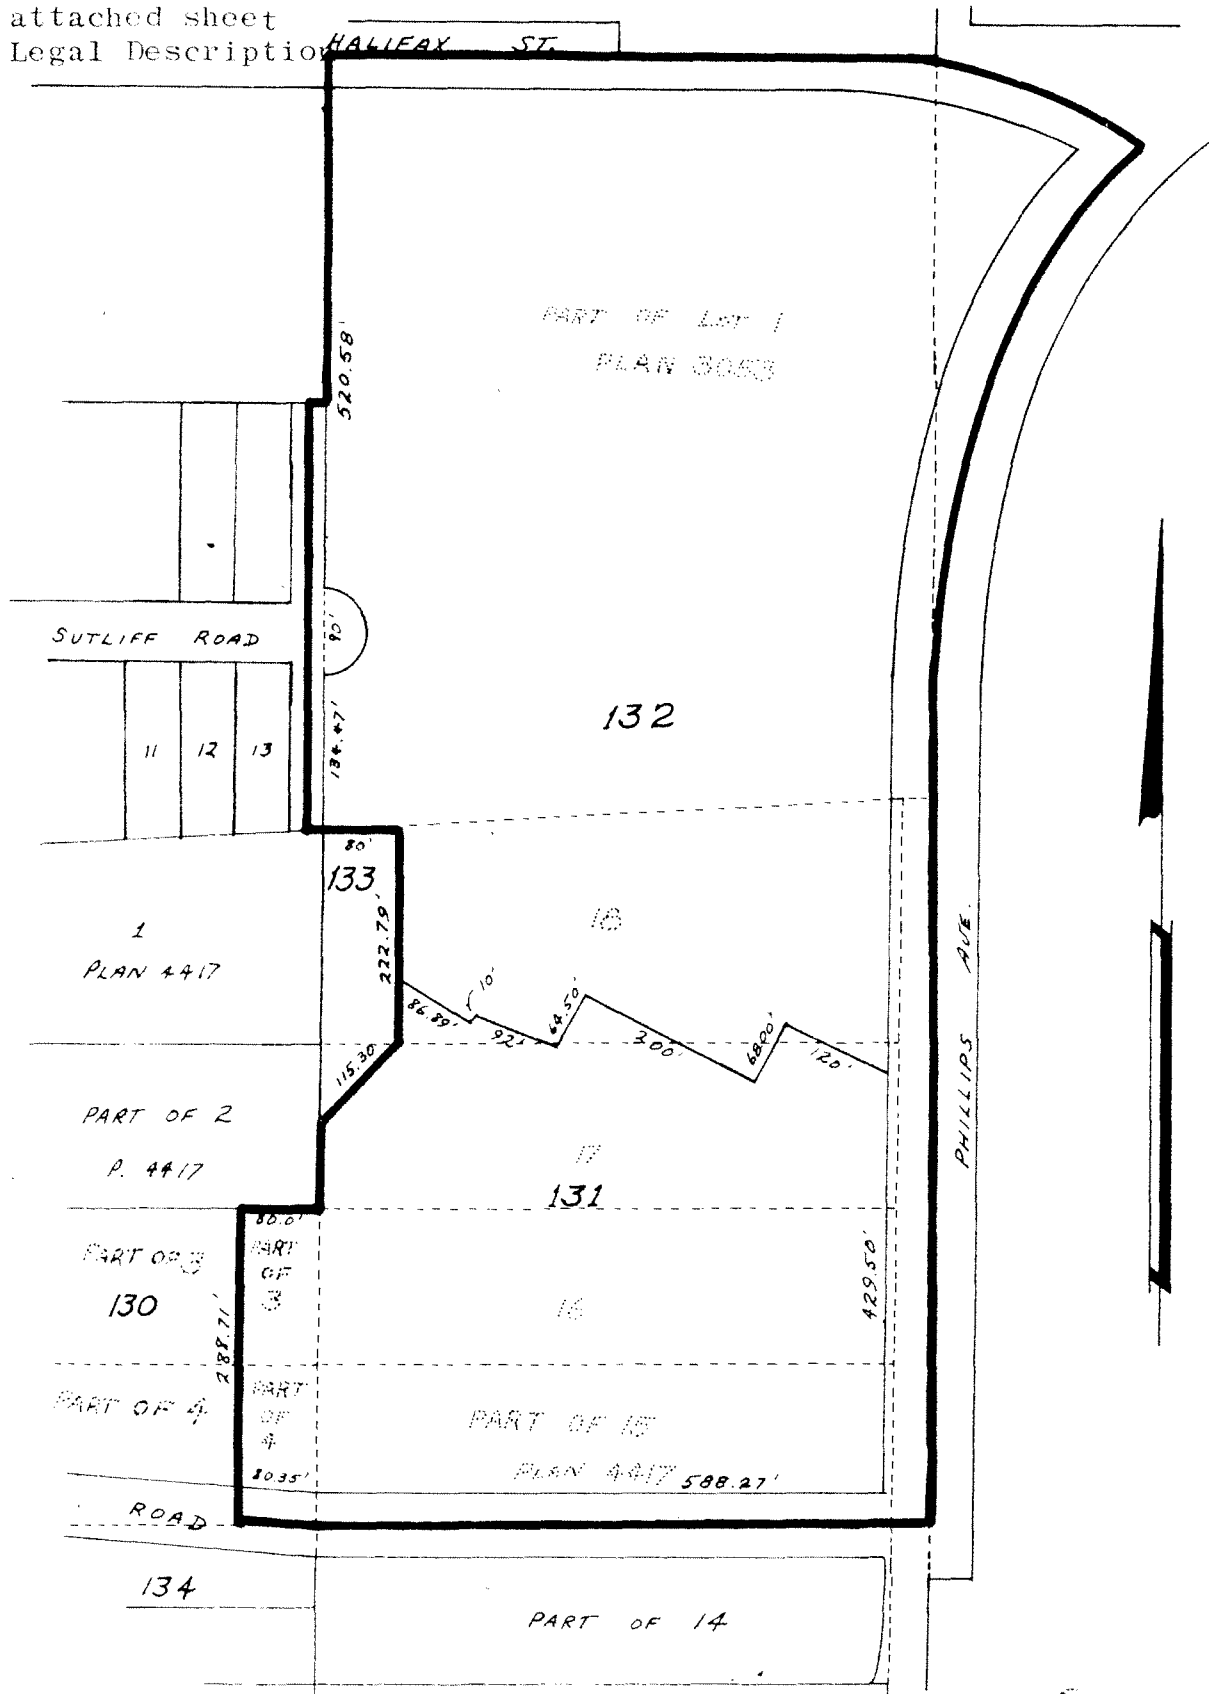 attached sheet
Legal Description
HALIFAX ST.
PART OF LOT 1
PLAN 3053
520.58'
SUTLIFF ROAD
90'
134.47'
132
11 12 13
80'
133
222.79'
18
1
PLAN 4417
86.89'
10'
92'
64.50'
200'
68.00'
120'
PHILLIPS AVE.
115.30'
PART OF 2
P. 4417
17
131
80.0'
PART OF 3
130
PART
OF
3
288.71'
16
429.50'
PART OF 4
PART
OF
4
80.35'
PART OF 15
PLAN 4417
588.27'
ROAD
134
PART OF 14